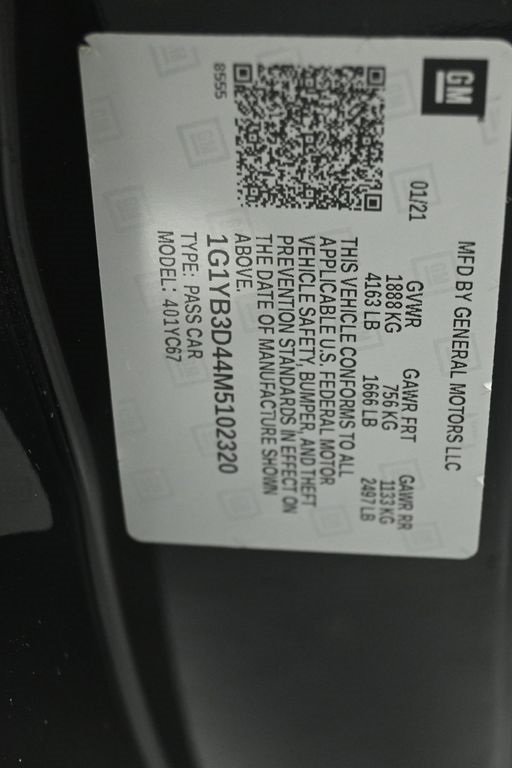 GM
MFD BY GENERAL MOTORS LLC
01/21
GVWR GAWR FRT GAWR RR
1888 KG 756 KG 1133 KG
4163 LB 1666 LB 2497 LB
THIS VEHICLE CONFORMS TO ALL
APPLICABLE U.S. FEDERAL MOTOR
VEHICLE SAFETY, BUMPER, AND THEFT
PREVENTION STANDARDS IN EFFECT ON
THE DATE OF MANUFACTURE SHOWN
ABOVE.
1G1YB3D44M5102320
TYPE: PASS CAR
MODEL: 401YC67
8555